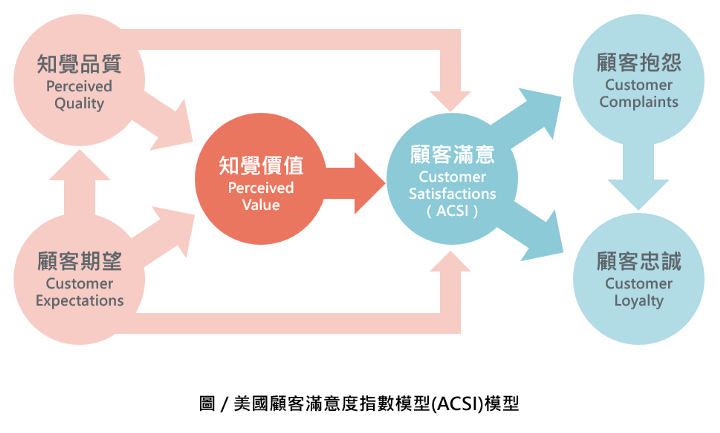 知覺品質
Perceived
Quality
顧客期望
Customer
Expectations
知覺價值
Perceived
Value
顧客滿意
Customer
Satisfactions
( ACSI )
顧客抱怨
Customer
Complaints
顧客忠誠
Customer
Loyalty
圖 / 美國顧客滿意度指數模型(ACSI)模型